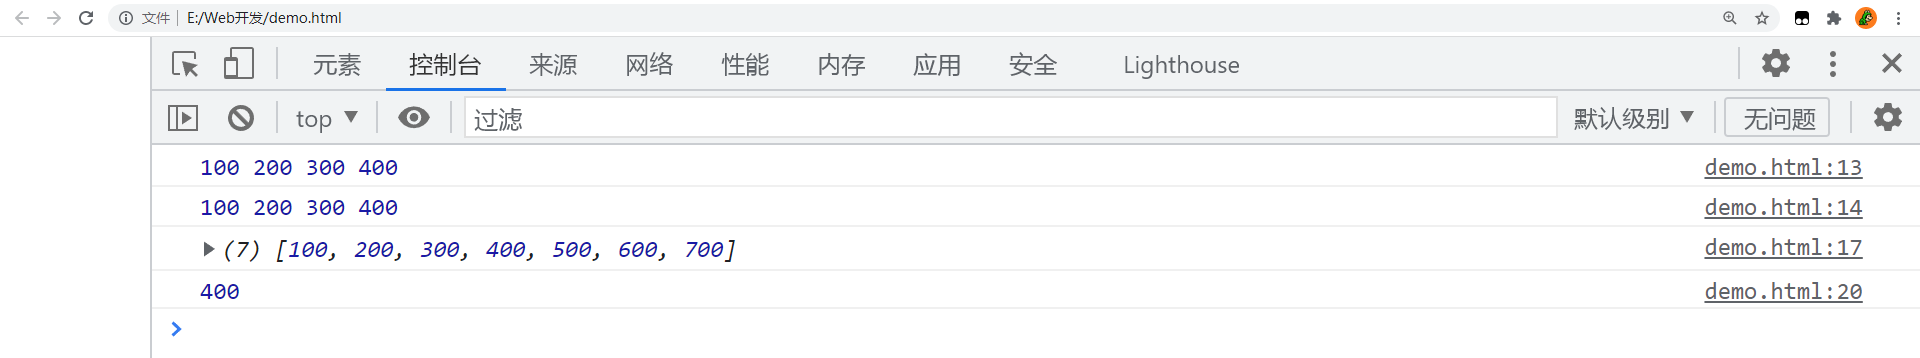 文件 E:/Web开发/demo.html
元素 控制台 来源 网络 性能 内存 应用 安全 Lighthouse
top 过滤 默认级别 无问题
100 200 300 400 demo.html:13
100 200 300 400 demo.html:14
(7) [100, 200, 300, 400, 500, 600, 700] demo.html:17
400 demo.html:20